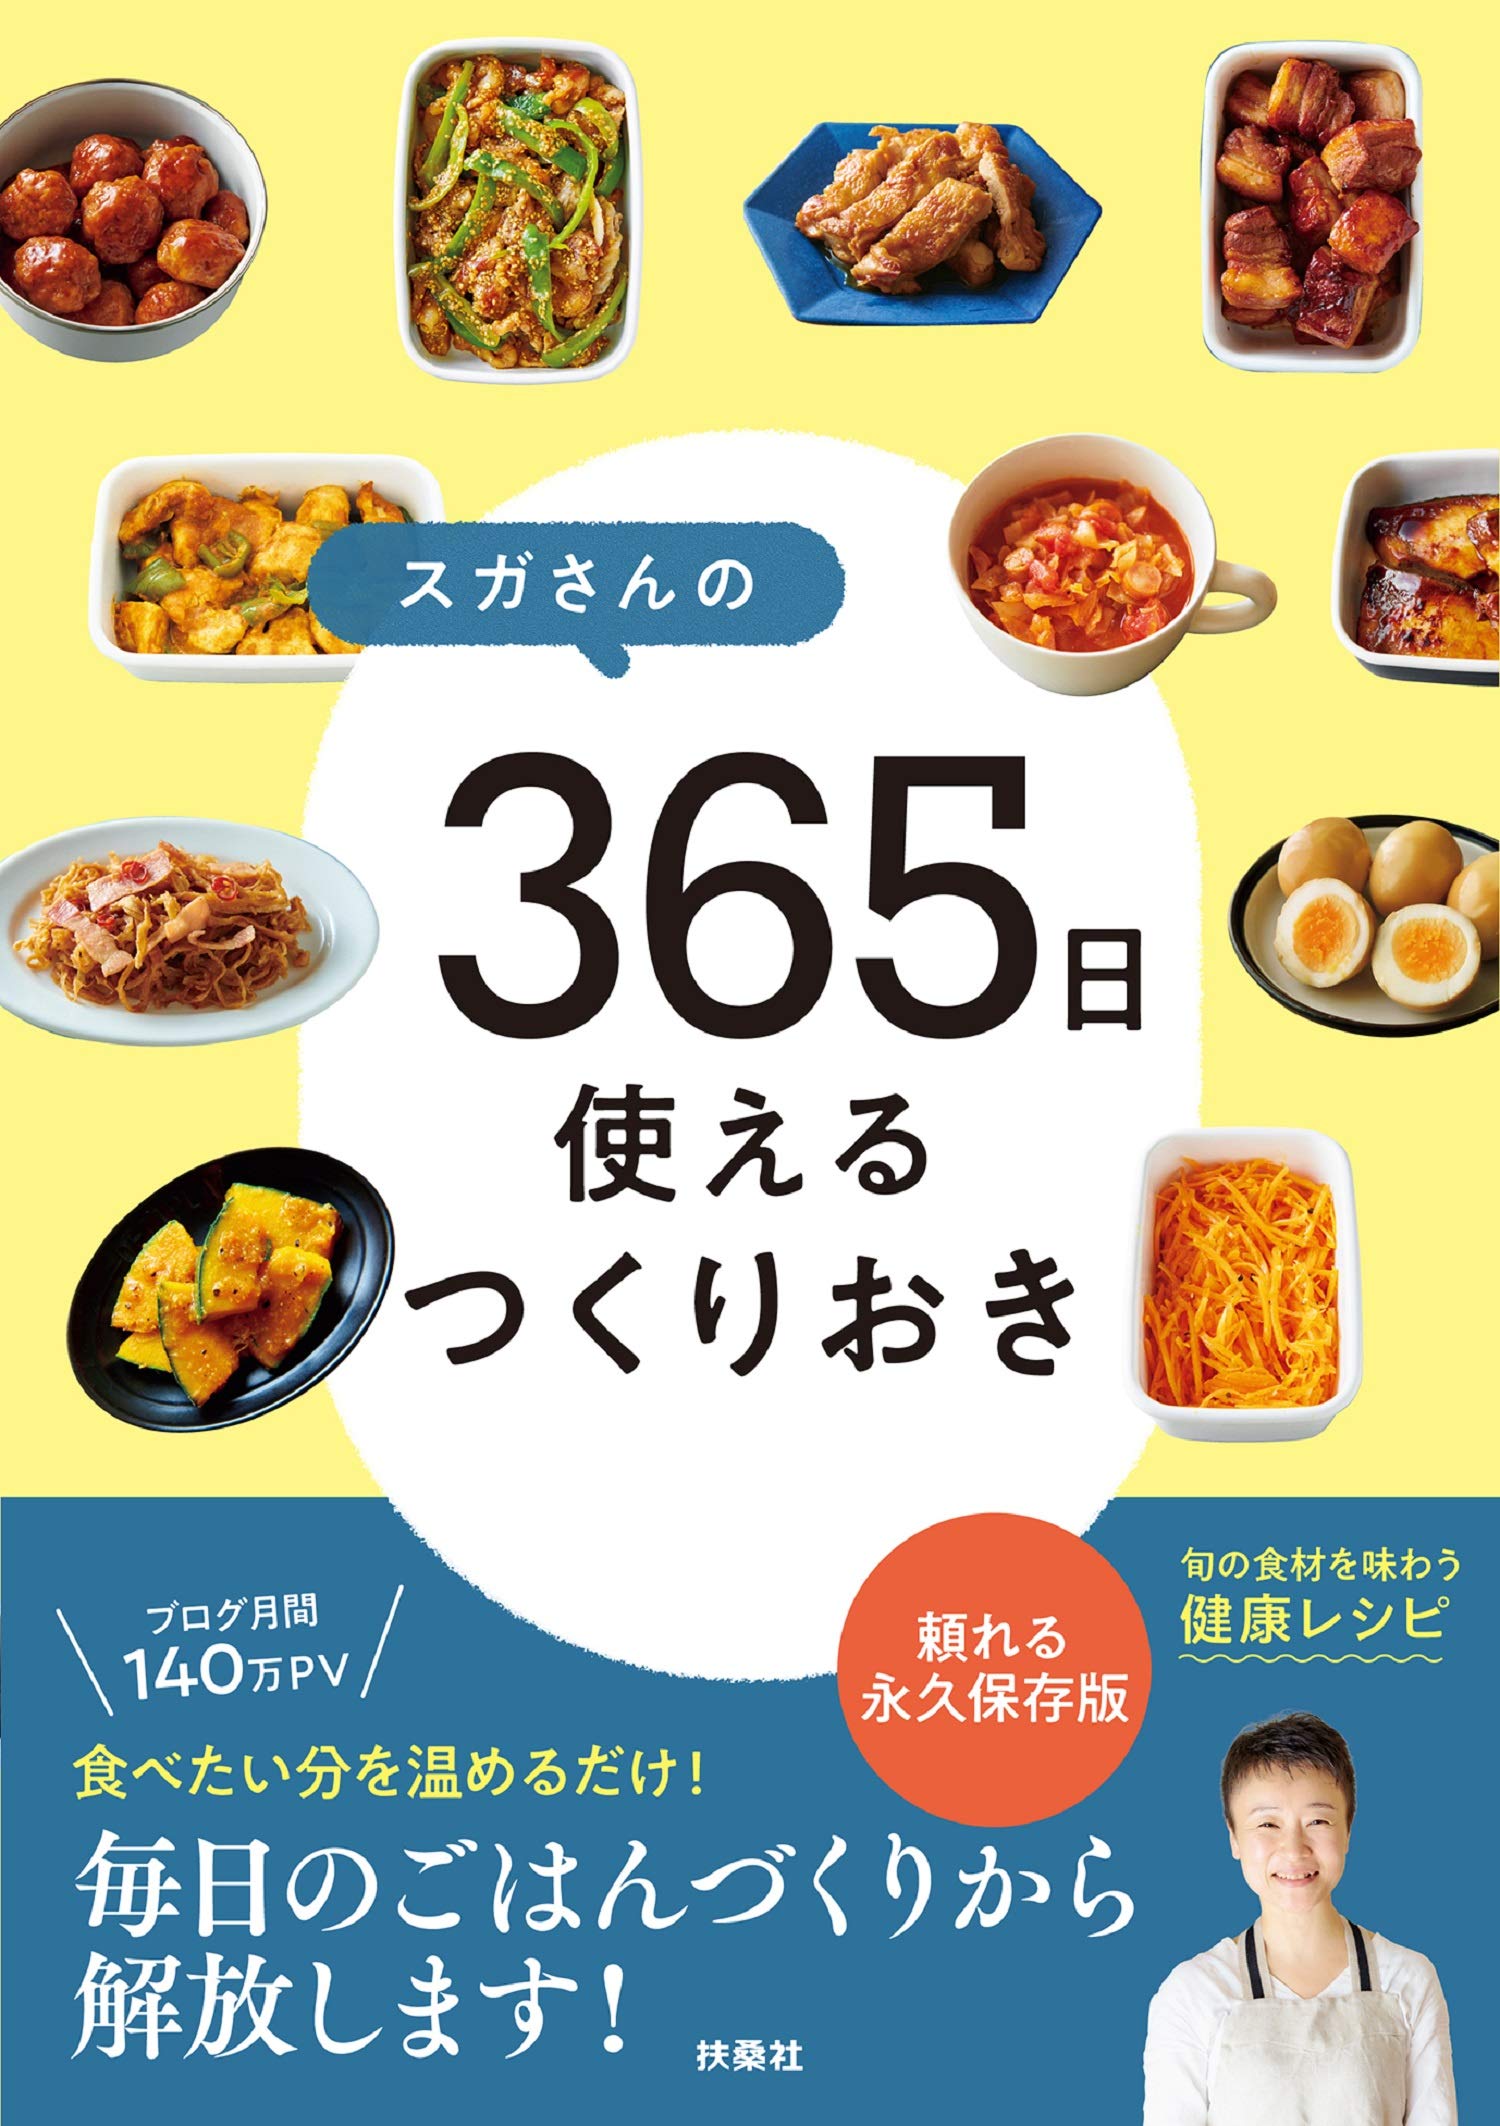 スガさんの
365日
使える
つくりおき
頼れる
永久保存版
旬の食材を味わう
健康レシピ
ブログ月間
140万PV
食べたい分を温めるだけ!
毎日のごはんづくりから
解放します!
扶桑社